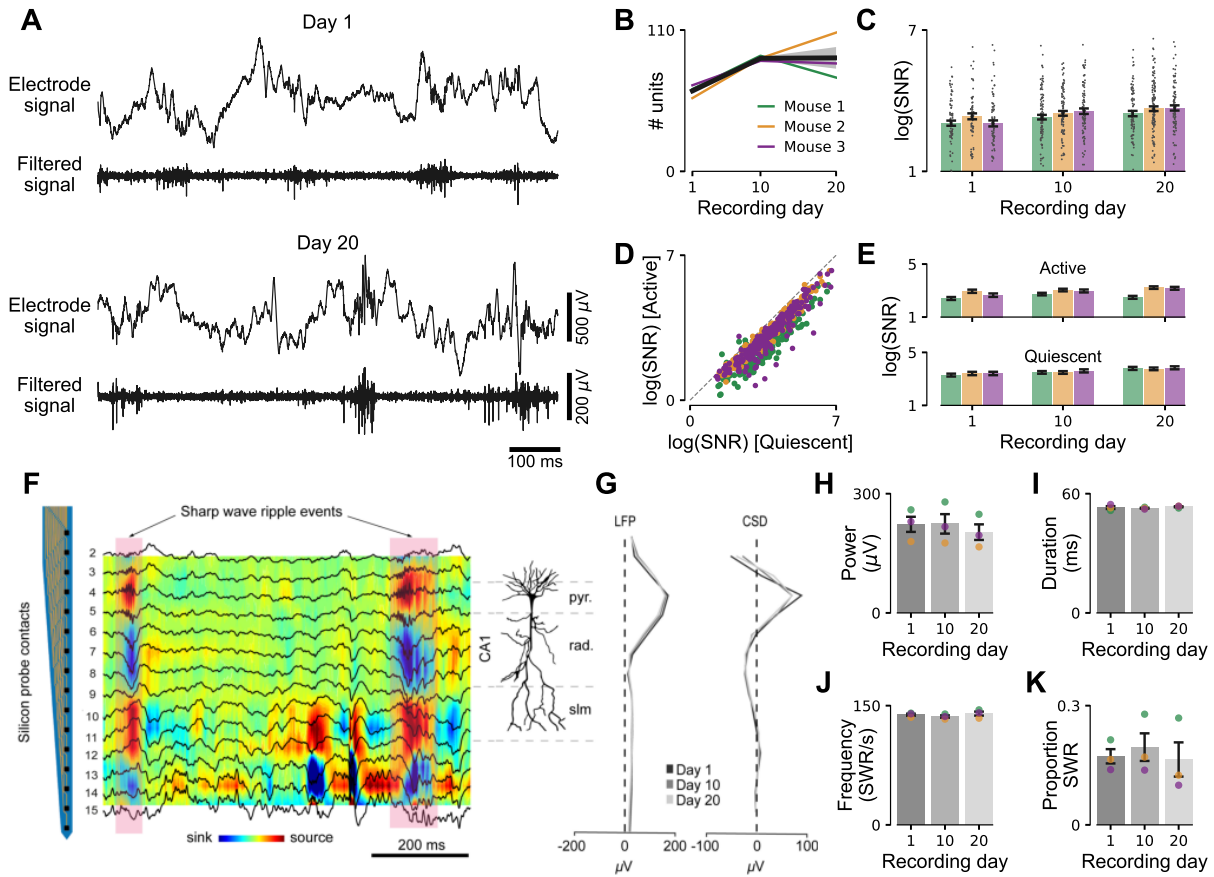 A
Day 1
Electrode
signal
Filtered
signal
Day 20
Electrode
signal
Filtered
signal
500 µV
200 µV
100 ms
B
110
# units
0
Mouse 1
Mouse 2
Mouse 3
1 10 20
Recording day
C
7
log(SNR)
1
1 10 20
Recording day
D
7
log(SNR) [Active]
0
0 7
log(SNR) [Quiescent]
E
5
Active
1
log(SNR)
5
Quiescent
1
1 10 20
Recording day
F
Sharp wave ripple events
Silicon probe contacts
2
3
4
5
6
7
8
9
10
11
12
13
14
15
sink source
200 ms
CA1
pyr.
rad.
slm
G
LFP CSD
Day 1
Day 10
Day 20
-200 0 200
µV
-100 0 100
µV
H
300
Power
(µV)
0
1 10 20
Recording day
I
60
Duration
(ms)
0
1 10 20
Recording day
J
150
Frequency
(SWR/s)
0
1 10 20
Recording day
K
0.3
Proportion
SWR
0
1 10 20
Recording day